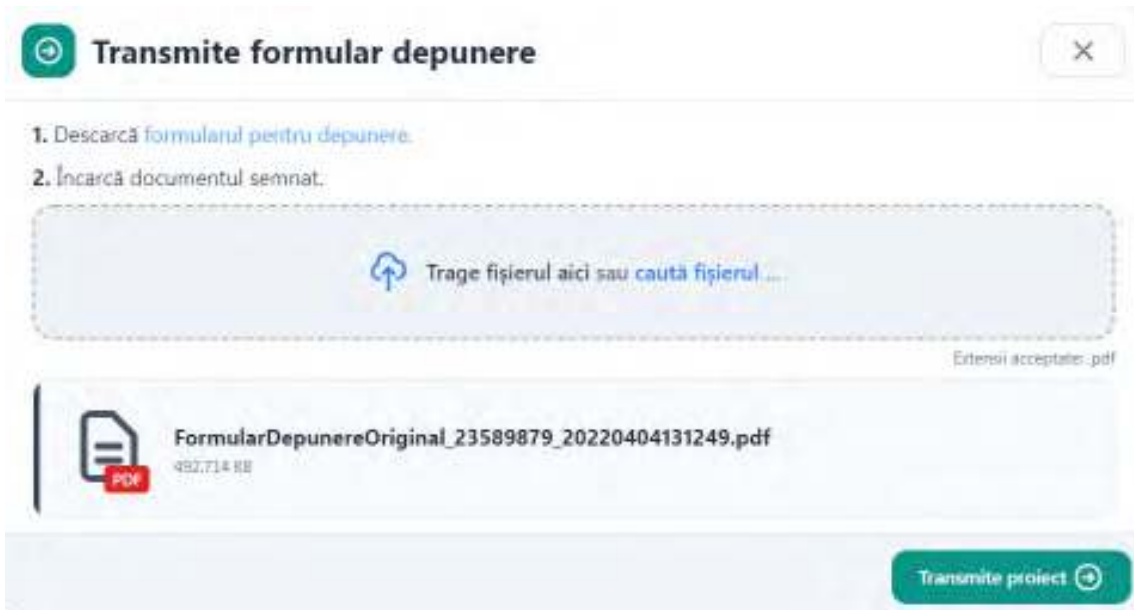 Transmite formular depunere
1. Descarcă formularul pentru depunere.
2. Încarcă documentul semnat.
Trage fișierul aici sau caută fișierul ...
Extensii acceptate: .pdf
FormularDepunereOriginal_23589879_20220404131249.pdf
492.714 KB
PDF
Transmite proiect